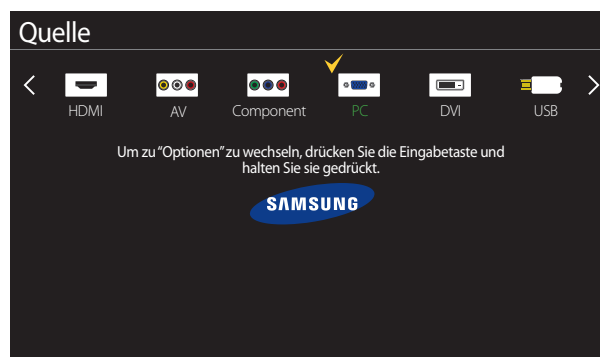 Quelle
HDMI AV Component PC DVI USB
Um zu "Optionen" zu wechseln, drücken Sie die Eingabetaste und
halten Sie sie gedrückt.
SAMSUNG